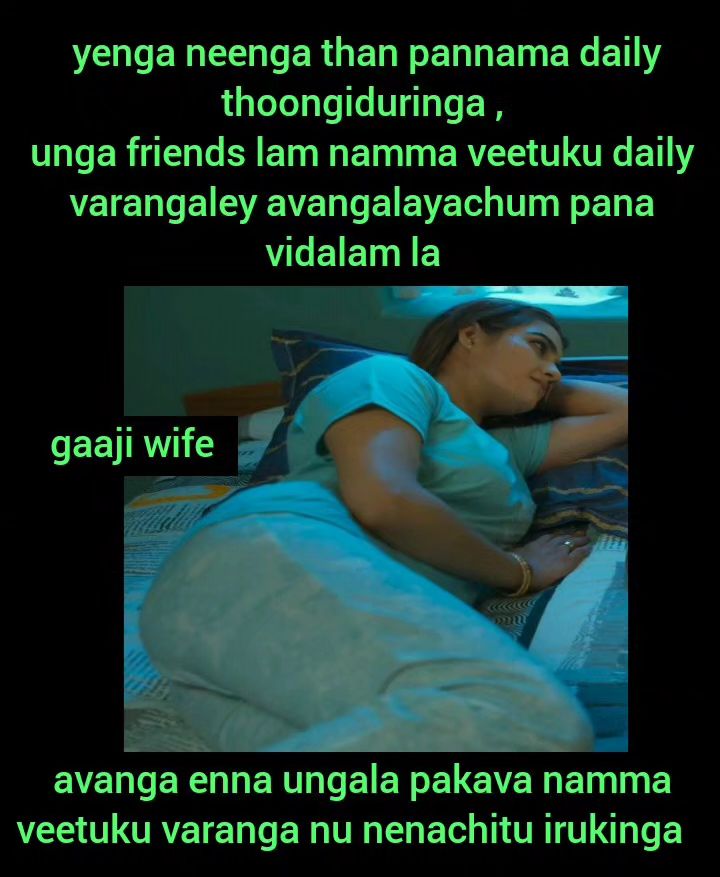 yenga neenga than pannama daily
thoongiduringa ,
unga friends lam namma veetuku daily
varangaley avangalayachum pana
vidalam la
gaaji wife
avanga enna ungala pakava namma
veetuku varanga nu nenachitu irukinga